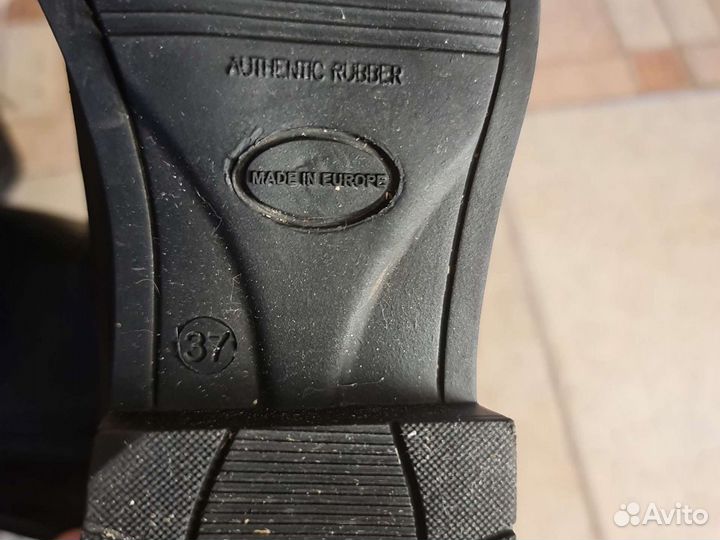 AUTHENTIC RUBBER
MADE IN EUROPE
37
Avito